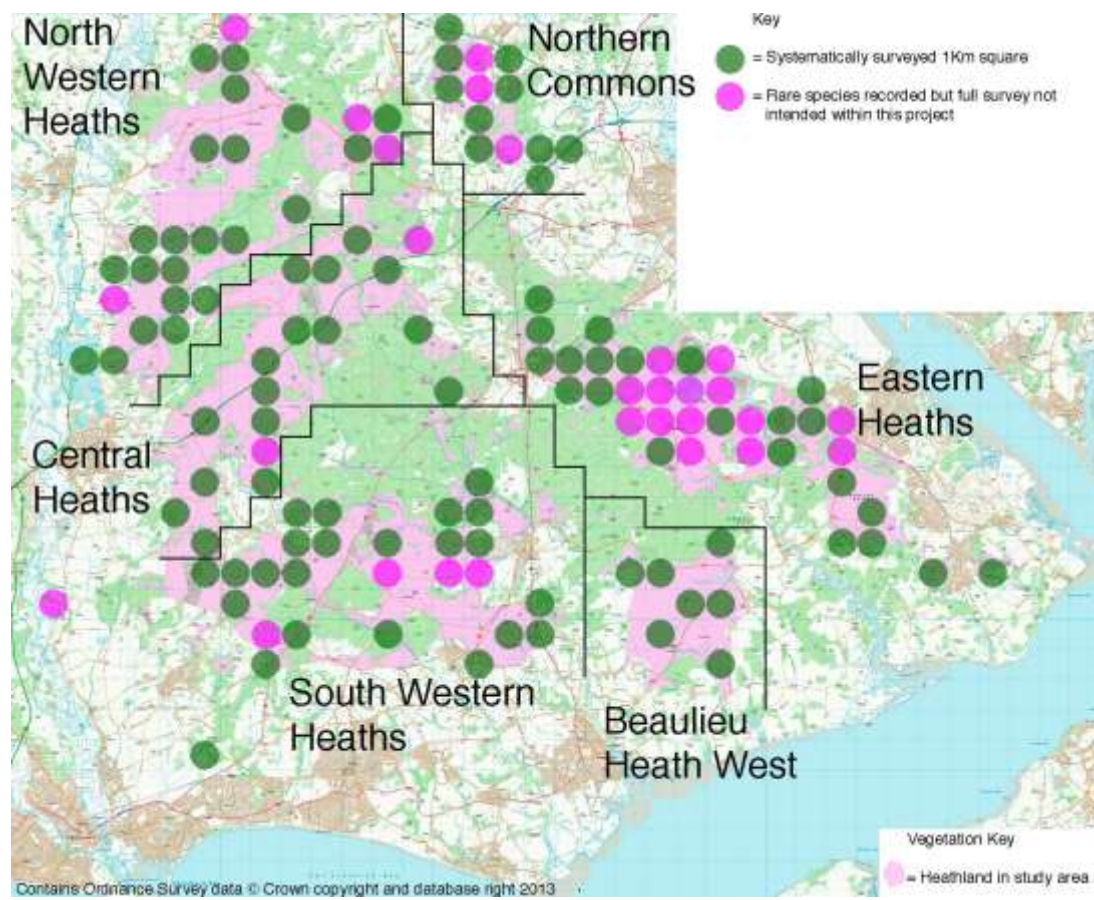 North
Western
Heaths
Northern
Commons
Key
= Systematically surveyed 1Km square
= Rare species recorded but full survey not
intended within this project
Eastern
Heaths
Central
Heaths
South Western
Heaths
Beaulieu
Heath West
Vegetation Key
= Heathland in study area
Contains Ordnance Survey data © Crown copyright and database right 2013